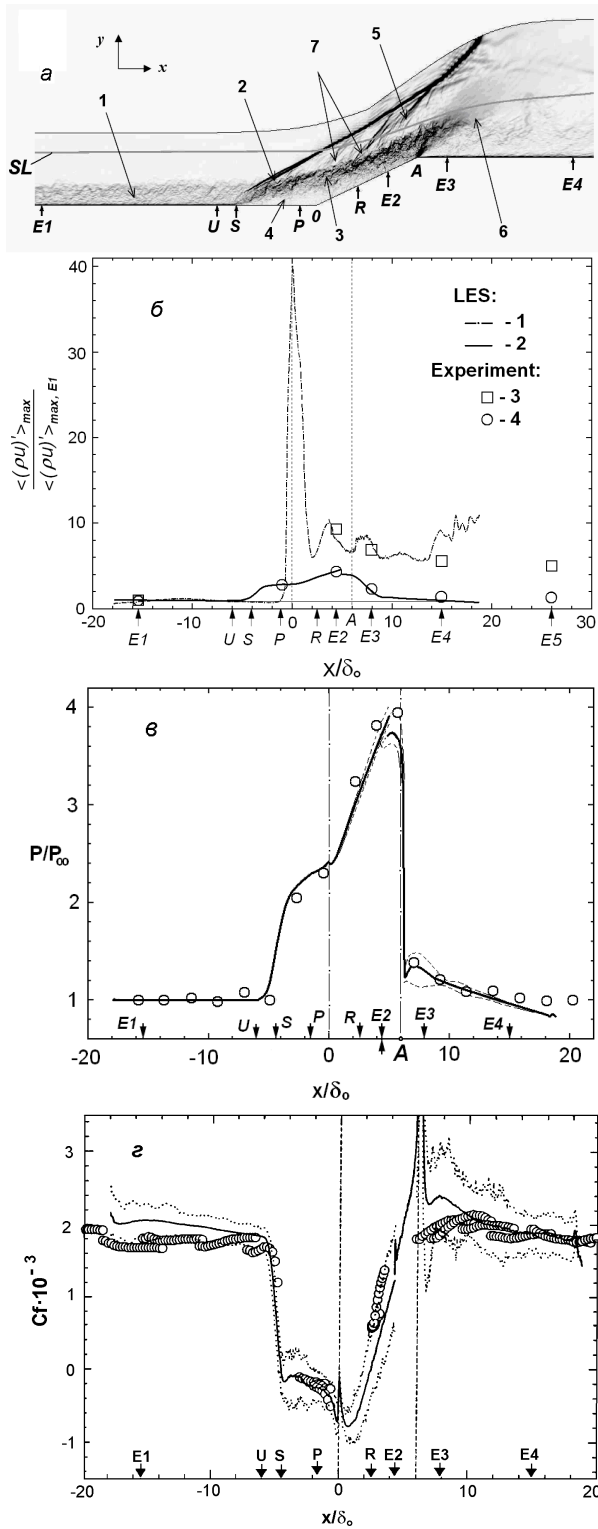 а
y
x
1
2
7
5
SL
E1
U
S
4
P
0
3
R
E2
A
E3
6
E4
б
<(ρu)'>max
<(ρu)'>max, E1
40
30
20
10
0
LES:
- 1
- 2
Experiment:
- 3
- 4
-20 -10 0 A 10 20 30
E1 U S P R E2 E3 E4 E5
X/δo
в
P/P∞
4
3
2
1
E1 U S P R E2 E3 E4
-20 -10 0 A 10 20
x/δo
г
Cf·10⁻³
3
2
1
0
-1
E1 U S P R E2 E3 E4
-20 -10 0 10 20
x/δo